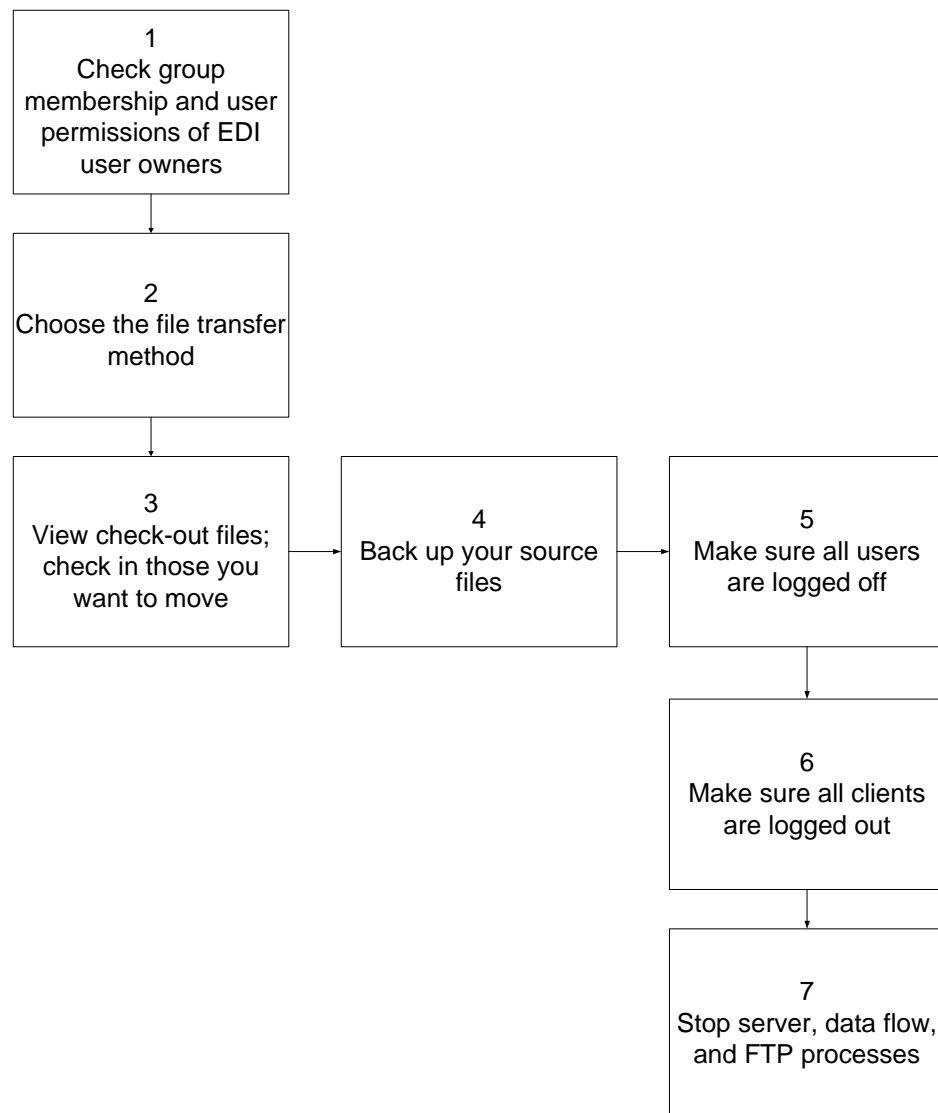 1
Check group
membership and user
permissions of EDI
user owners
2
Choose the file transfer
method
3
View check-out files;
check in those you
want to move
4
Back up your source
files
5
Make sure all users
are logged off
6
Make sure all clients
are logged out
7
Stop server, data flow,
and FTP processes